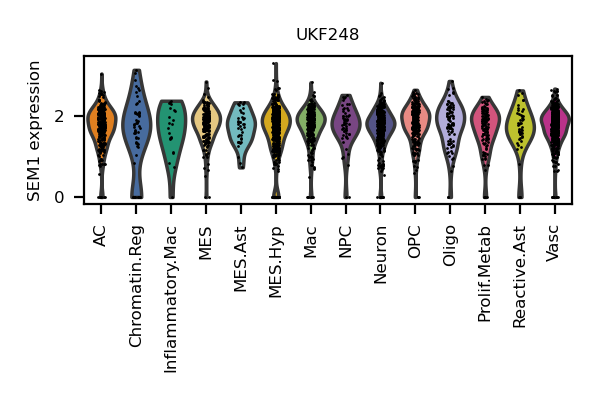 UKF248
SEM1 expression
2
0
AC
Chromatin.Reg
Inflammatory.Mac
MES
MES.Ast
MES.Hyp
Mac
NPC
Neuron
OPC
Oligo
Prolif.Metab
Reactive.Ast
Vasc